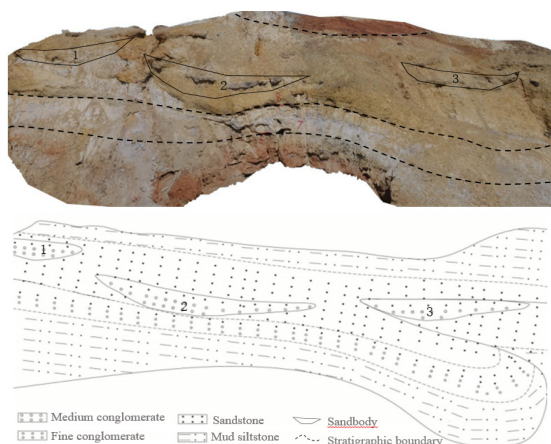 1
2
3
1
2
3
Medium conglomerate
Sandstone
Sandbody
Fine conglomerate
Mud siltstone
Stratigraphic boundary